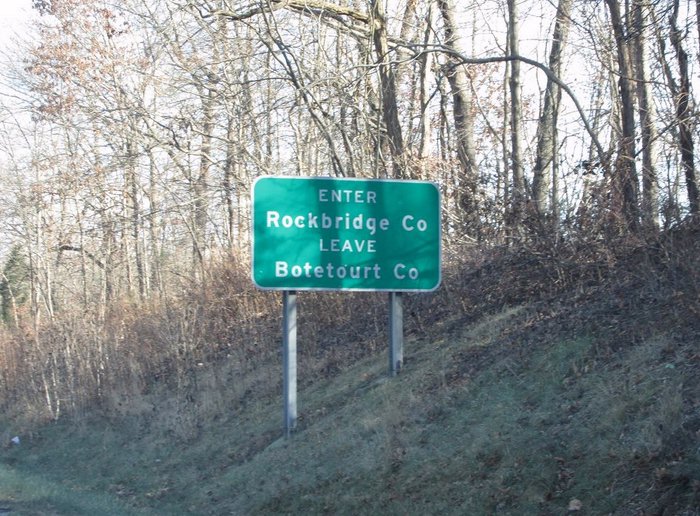 ENTER
Rockbridge Co
LEAVE
Botetourt Co